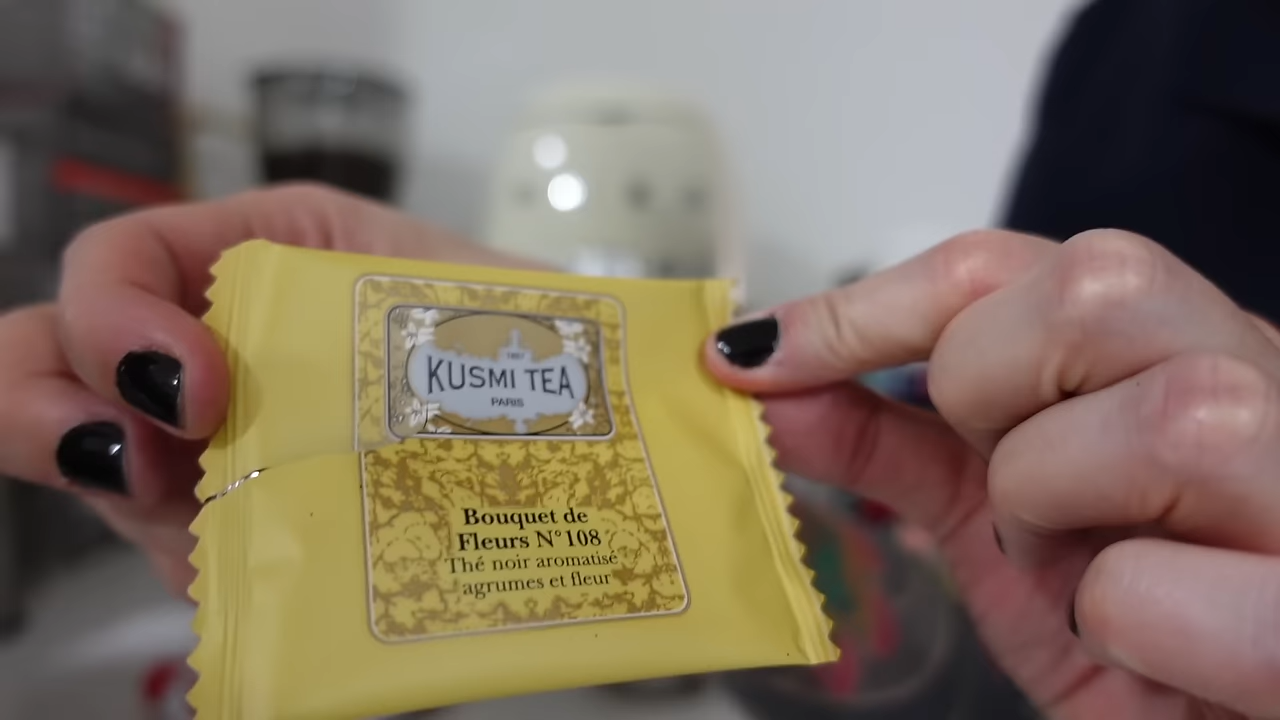 1867
KUSMI TEA
PARIS
Bouquet de
Fleurs N°108
Thé noir aromatisé
agrumes et fleur